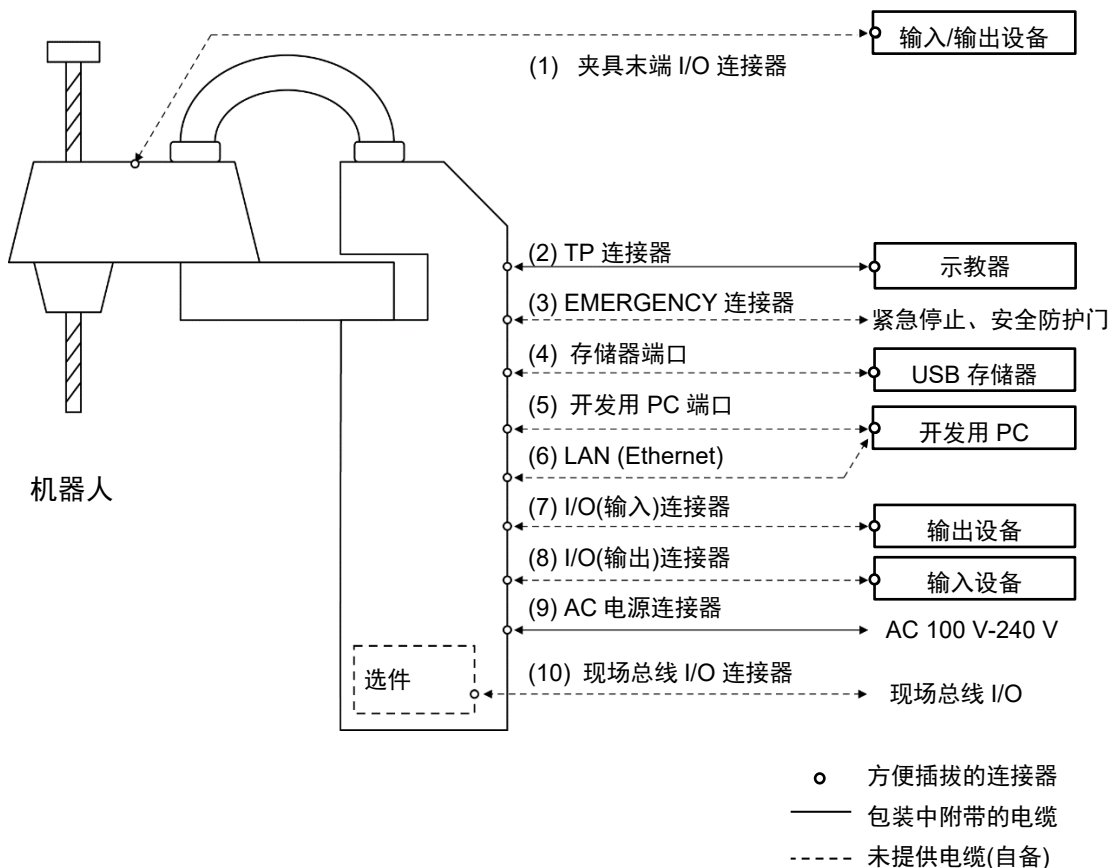 输入/输出设备
(1) 夹具末端 I/O 连接器
(2) TP 连接器
示教器
(3) EMERGENCY 连接器
紧急停止、安全防护门
(4) 存储器端口
USB 存储器
(5) 开发用 PC 端口
开发用 PC
(6) LAN (Ethernet)
机器人
(7) I/O(输入)连接器
输出设备
(8) I/O(输出)连接器
输入设备
(9) AC 电源连接器
AC 100 V-240 V
选件
(10) 现场总线 I/O 连接器
现场总线 I/O
方便插拔的连接器
包装中附带的电缆
未提供电缆(自备)